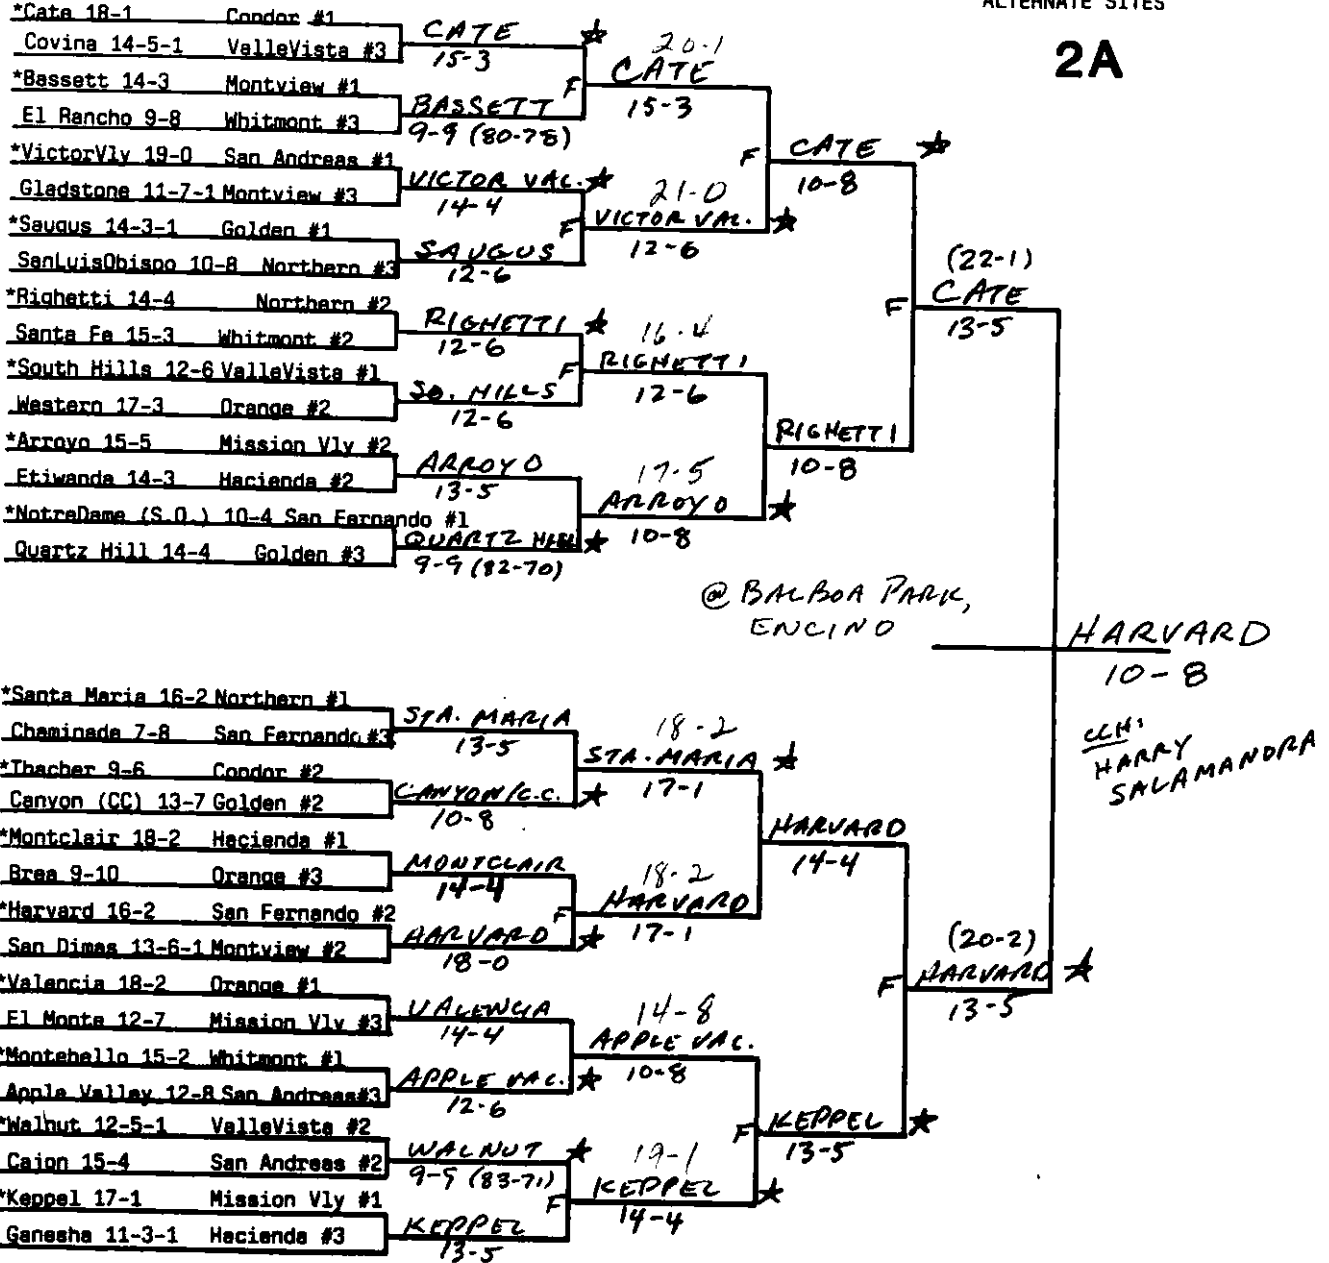 ALTERNATE SITES
2A
*Cate 18-1 Condor #1
Covina 14-5-1 ValleVista #3
CATE
15-3
*Bassett 14-3 Montview #1
El Rancho 9-8 Whitmont #3
BASSETT
9-9 (80-78)
F
20-1
CATE
15-3
*VictorVly 19-0 San Andreas #1
Gladstone 11-7-1 Montview #3
VICTOR VAL.
14-4
*Saugus 14-3-1 Golden #1
SanLuisObispo 10-8 Northern #3
SAUGUS
12-6
F
21-0
VICTOR VAL.
12-6
F
CATE
10-8
*Righetti 14-4 Northern #2
Santa Fe 15-3 Whitmont #2
RIGHETTI
12-6
*South Hills 12-6 ValleVista #1
Western 17-3 Orange #2
SO. HILLS
12-6
F
16-4
RIGHETTI
12-6
*Arroyo 15-5 Mission Vly #2
Etiwanda 14-3 Hacienda #2
ARROYO
13-5
*NotreDame (S.O.) 10-4 San Fernando #1
Quartz Hill 14-4 Golden #3
QUARTZ HILL
9-9 (82-70)
17-5
ARROYO
10-8
RIGHETTI
10-8
F
(22-1)
CATE
13-5
@ BALBOA PARK,
ENCINO
HARVARD
10-8
CCH:
HARRY
SALAMANDRA
*Santa Maria 16-2 Northern #1
Chaminade 7-8 San Fernando #3
STA. MARIA
13-5
*Thacher 9-6 Condor #2
Canyon (CC) 13-7 Golden #2
CANYON/C.C.
10-8
18-2
STA. MARIA
17-1
*Montclair 18-2 Hacienda #1
Brea 9-10 Orange #3
MONTCLAIR
14-4
*Harvard 16-2 San Fernando #2
San Dimas 13-6-1 Montview #2
HARVARD
18-0
F
18-2
HARVARD
17-1
HARVARD
14-4
*Valencia 18-2 Orange #1
El Monte 12-7 Mission Vly #3
VALENCIA
14-4
*Montebello 15-2 Whitmont #1
Apple Valley 12-8 San Andreas#3
APPLE VAL.
12-6
14-8
APPLE VAL.
10-8
*Walnut 12-5-1 ValleVista #2
Cajon 15-4 San Andreas #2
WALNUT
9-9 (83-71)
*Keppel 17-1 Mission Vly #1
Ganesha 11-3-1 Hacienda #3
KEPPEL
13-5
F
19-1
KEPPEL
14-4
F
KEPPEL
13-5
F
(20-2)
HARVARD
13-5